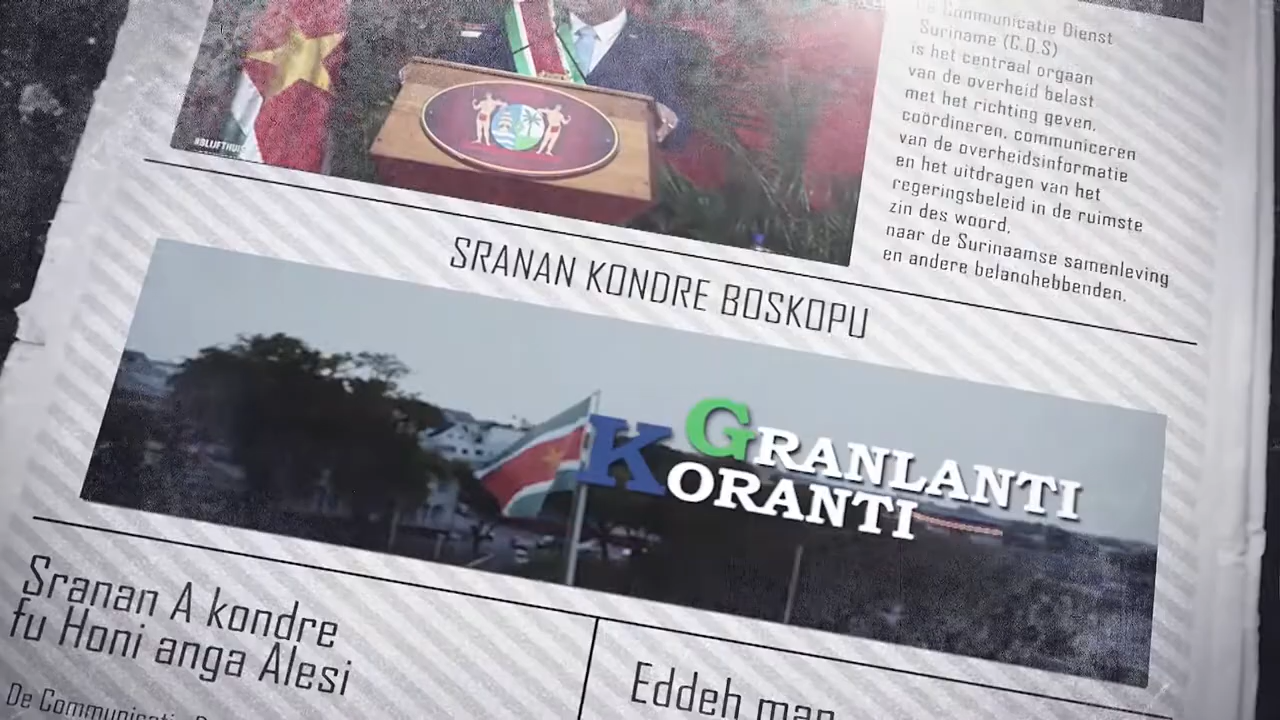 Communicatie Dienst
Suriname (C.D.S)
is het centraal orgaan
van de overheid belast
met het richting geven,
coördineren, communiceren
van de overheidsinformatie
en het uitdragen van het
regeringsbeleid in de ruimste
zin des woord,
naar de Surinaamse samenleving
en andere belanghebbenden.
SRANAN KONDRE BOSKOPU
GRANLANTI
KORANTI
Sranan A kondre
fu Honi anga Alesi
Eddeh man
De